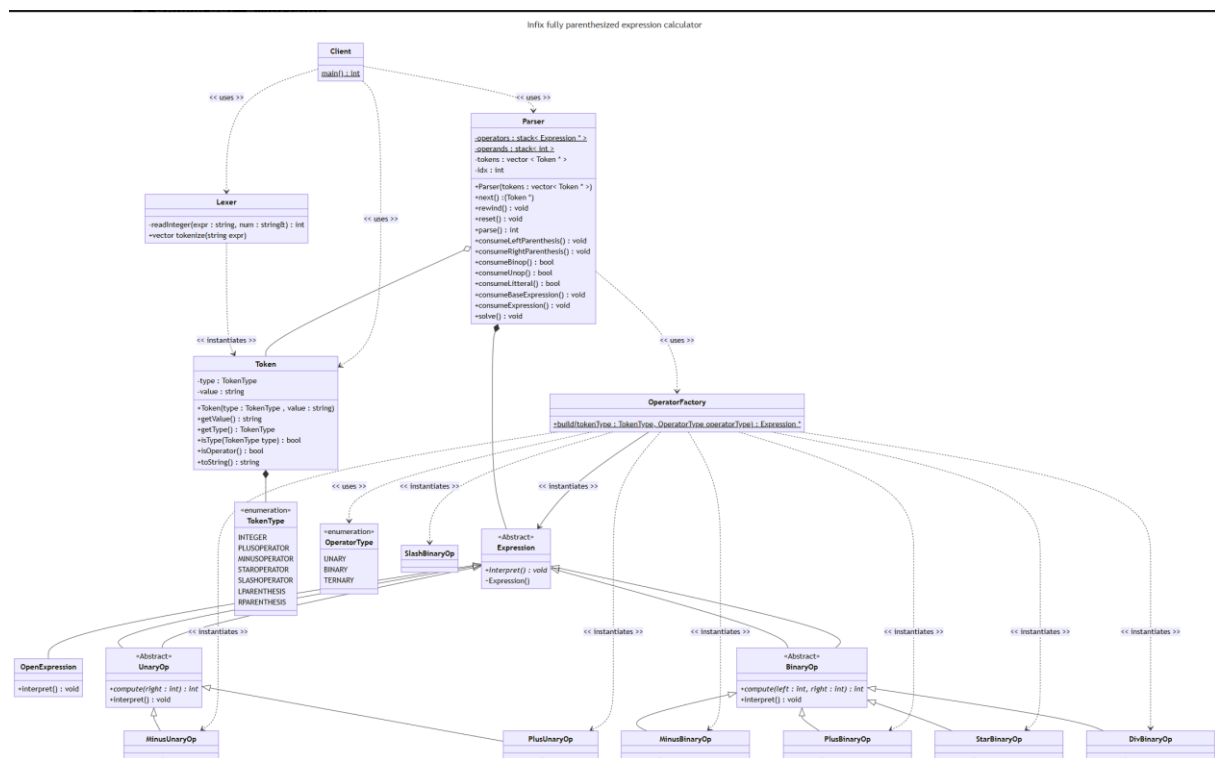 Infix fully parenthesized expression calculator
Client
main() : int
<< uses >>
<< uses >>
Parser
-operators : stack< Expression * >
-operands : stack< int >
-tokens : vector < Token * >
-idx : int
+Parser(tokens : vector< Token * >)
+next() :(Token *)
+rewind() : void
+reset() : void
+parse() : int
+consumeLeftParenthesis() : void
+consumeRightParenthesis() : void
+consumeBinop() : bool
+consumeUnop() : bool
+consumeLitteral() : bool
+consumeBaseExpression() : void
+consumeExpression() : void
+solve() : void
Lexer
-readInteger(expr : string, num : string&) : int
+vector tokenize(string expr)
<< uses >>
<< instantiates >>
<< uses >>
Token
-type : TokenType
-value : string
+Token(type : TokenType , value : string)
+getValue() : string
+getType() : TokenType
+isType(TokenType type) : bool
+isOperator() : bool
+toString() : string
OperatorFactory
+build(tokenType : TokenType, OperatorType operatorType) : Expression *
<< uses >>
<< instantiates >>
<< instantiates >>
«enumeration»
TokenType
INTEGER
PLUSOPERATOR
MINUSOPERATOR
STAROPERATOR
SLASHOPERATOR
LPARENTHESIS
RPARENTHESIS
«enumeration»
OperatorType
UNARY
BINARY
TERNARY
SlashBinaryOp
«Abstract»
Expression
+interpret() : void
~Expression()
<< instantiates >>
<< instantiates >>
<< instantiates >>
<< instantiates >>
<< instantiates >>
<< instantiates >>
OpenExpression
+interpret() : void
«Abstract»
UnaryOp
+compute(right : int) : int
+interpret() : void
«Abstract»
BinaryOp
+compute(left : int, right : int) : int
+interpret() : void
MinusUnaryOp
PlusUnaryOp
MinusBinaryOp
PlusBinaryOp
StarBinaryOp
DivBinaryOp